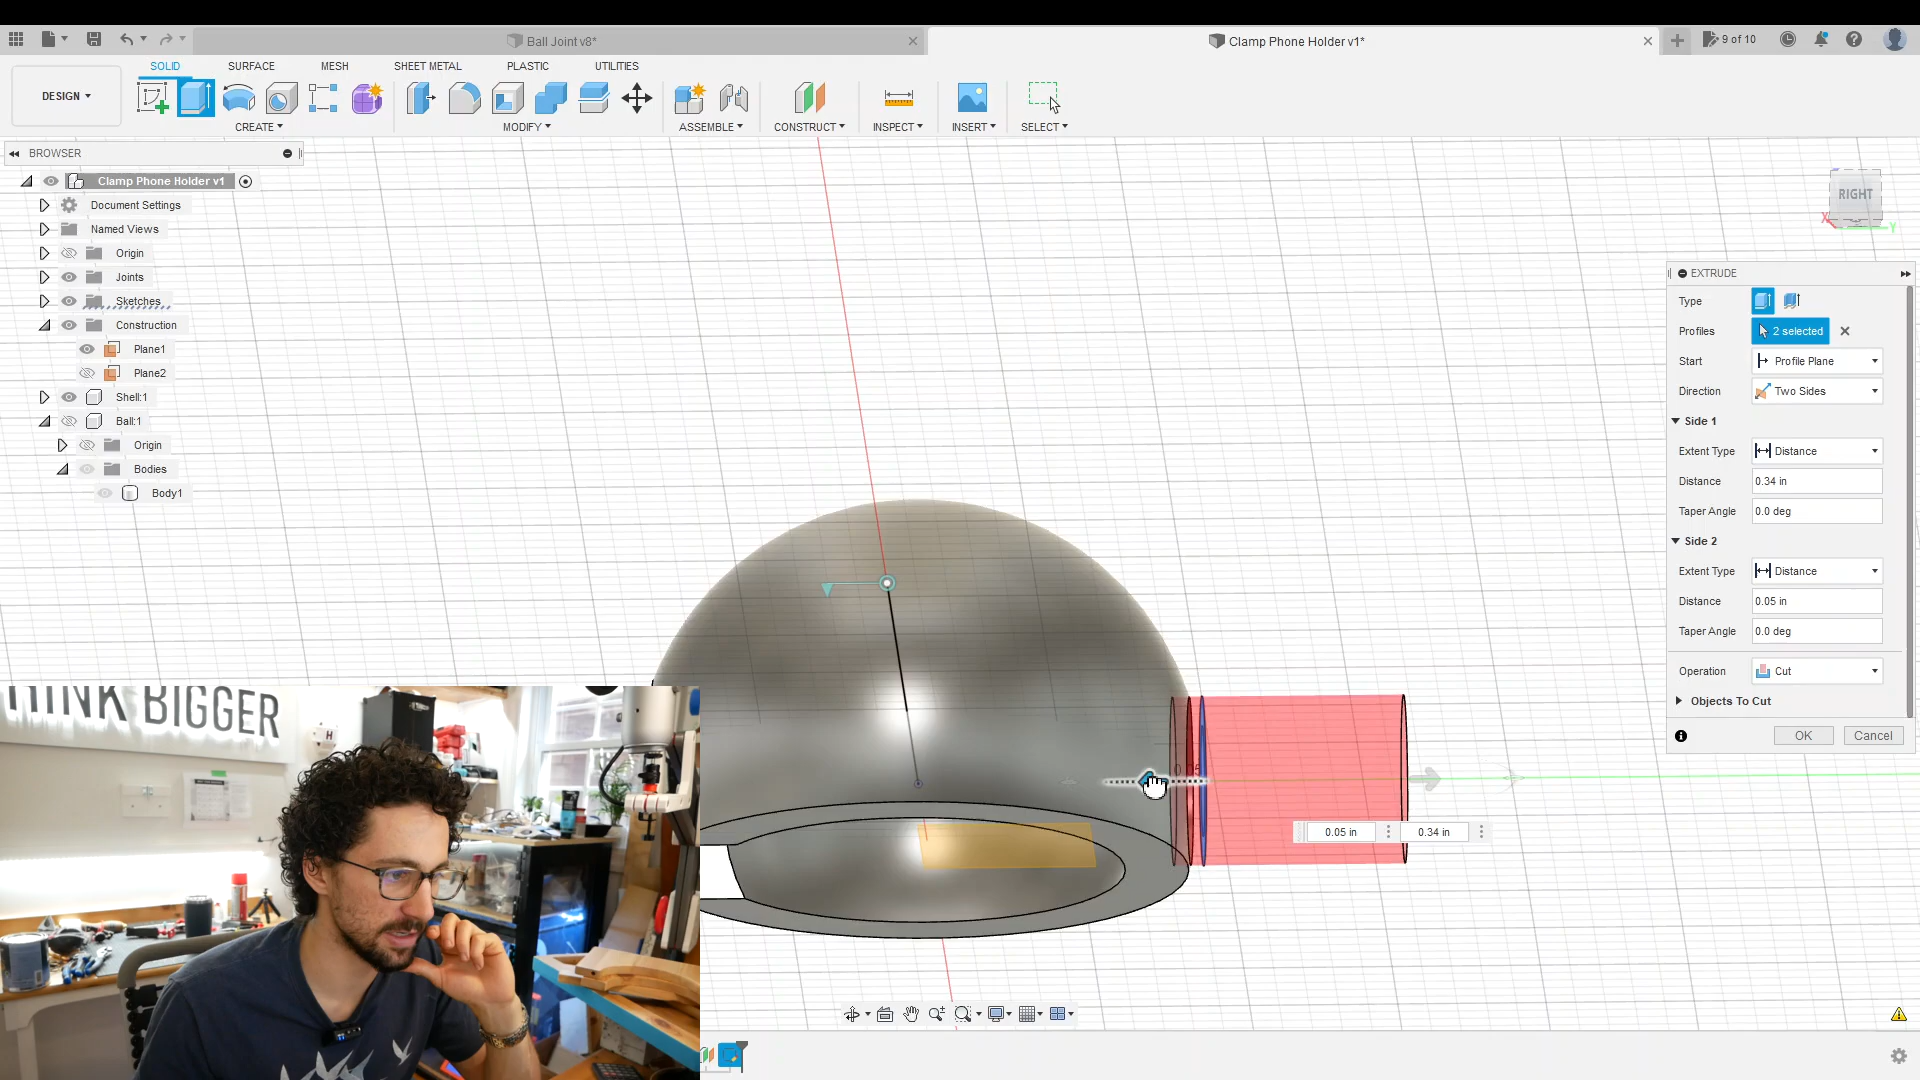 Ball Joint v8*
Clamp Phone Holder v1*
9 of 10
SOLID
SURFACE
MESH
SHEET METAL
PLASTIC
UTILITIES
DESIGN
CREATE
MODIFY
ASSEMBLE
CONSTRUCT
INSPECT
INSERT
SELECT
BROWSER
Clamp Phone Holder v1
Document Settings
Named Views
Origin
Joints
Sketches
Construction
Plane1
Plane2
Shell:1
Ball:1
Origin
Bodies
Body1
RIGHT
X
Y
EXTRUDE
Type
Profiles 2 selected
Start Profile Plane
Direction Two Sides
Side 1
Extent Type Distance
Distance 0.34 in
Taper Angle 0.0 deg
Side 2
Extent Type Distance
Distance 0.05 in
Taper Angle 0.0 deg
Operation Cut
Objects To Cut
OK
Cancel
0.05 in
0.34 in
HINK BIGGER